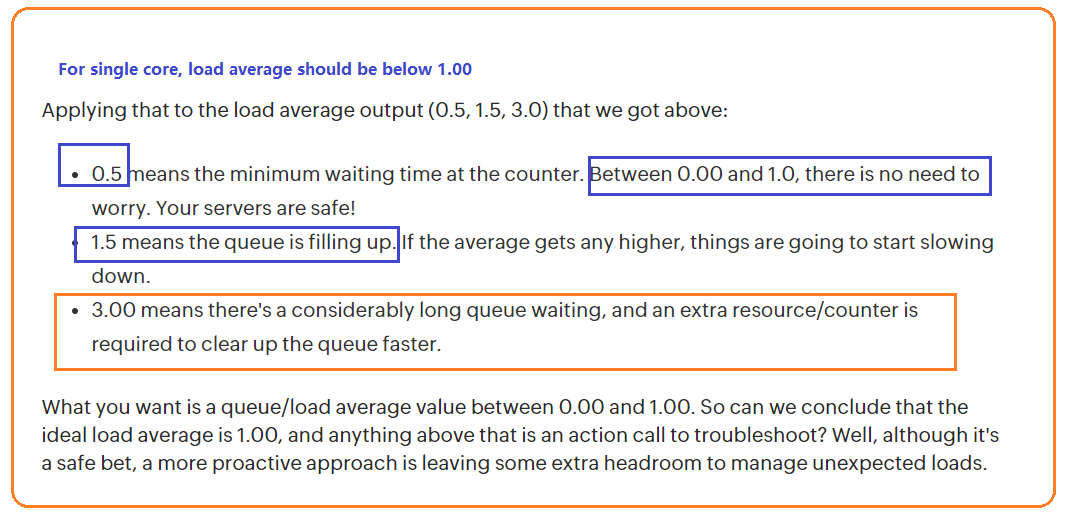 For single core, load average should be below 1.00
Applying that to the load average output (0.5, 1.5, 3.0) that we got above:
• 0.5 means the minimum waiting time at the counter. Between 0.00 and 1.0, there is no need to
worry. Your servers are safe!
• 1.5 means the queue is filling up. If the average gets any higher, things are going to start slowing
down.
• 3.00 means there's a considerably long queue waiting, and an extra resource/counter is
required to clear up the queue faster.
What you want is a queue/load average value between 0.00 and 1.00. So can we conclude that the
ideal load average is 1.00, and anything above that is an action call to troubleshoot? Well, although it's
a safe bet, a more proactive approach is leaving some extra headroom to manage unexpected loads.